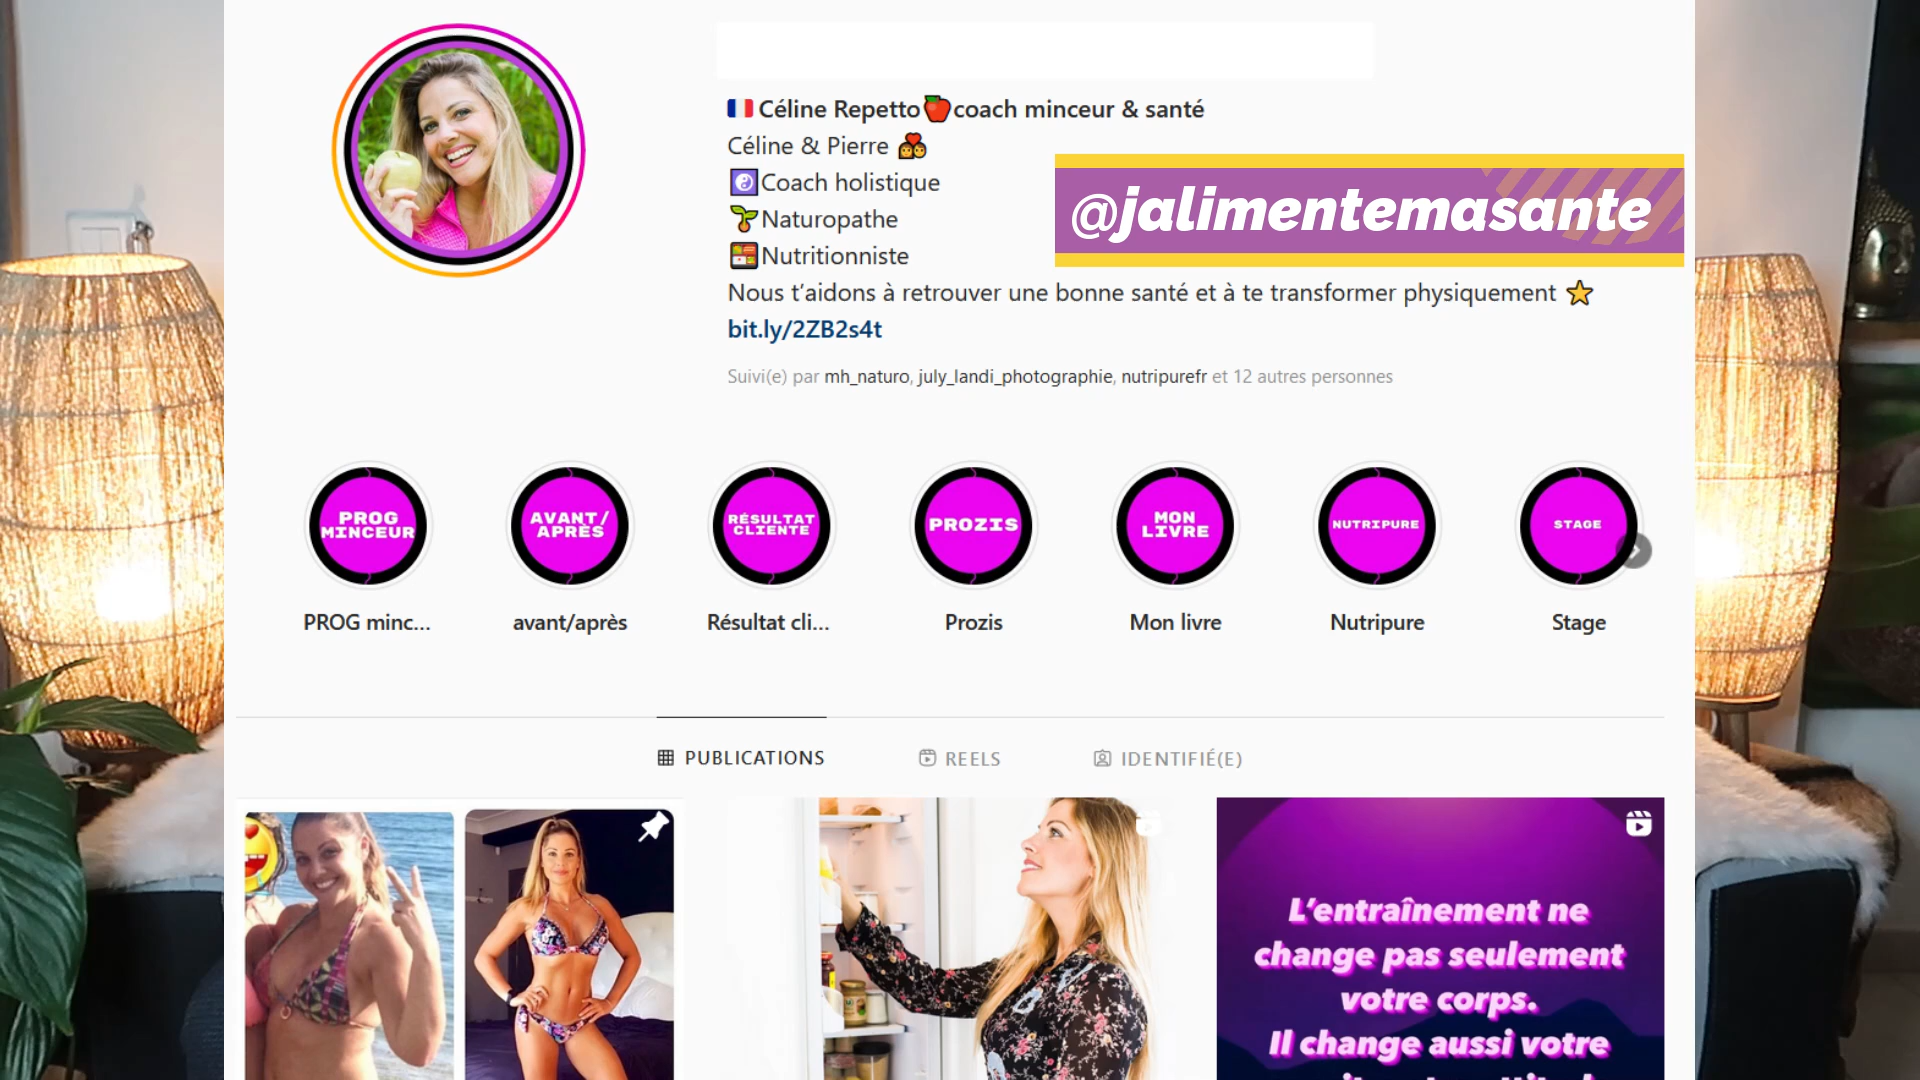 Céline Repetto coach minceur & santé
Céline & Pierre
Coach holistique
@jalimentemasante
Naturopathe
Nutritionniste
Nous t’aidons à retrouver une bonne santé et à te transformer physiquement
bit.ly/2ZB2s4t
Suivi(e) par mh_naturo, july_landi_photographie, nutripurefr et 12 autres personnes
PROG
MINCEUR
AVANT/
APRÈS
RÉSULTAT
CLIENTE
PROZIS
MON
LIVRE
NUTRIPURE
STAGE
PROG minc...
avant/après
Résultat cli...
Prozis
Mon livre
Nutripure
Stage
PUBLICATIONS
REELS
IDENTIFIÉ(E)
L’entraînement ne
change pas seulement
votre corps.
Il change aussi votre